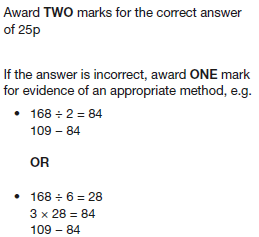 Award TWO marks for the correct answer
of 25p
If the answer is incorrect, award ONE mark
for evidence of an appropriate method, e.g.
• 168 ÷ 2 = 84
109 – 84
OR
• 168 ÷ 6 = 28
3 × 28 = 84
109 – 84